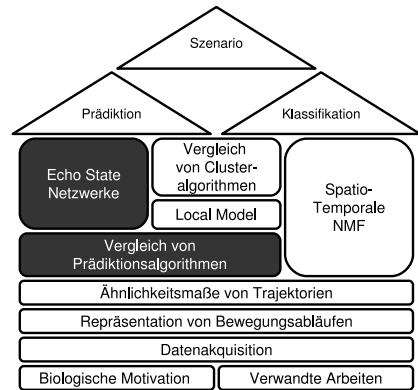 Szenario
Prädiktion
Klassifikation
Echo State
Netzwerke
Vergleich
von Cluster-
algorithmen
Local Model
Spatio-
Temporale
NMF
Vergleich von
Prädiktionsalgorithmen
Ähnlichkeitsmaße von Trajektorien
Repräsentation von Bewegungsabläufen
Datenakquisition
Biologische Motivation
Verwandte Arbeiten